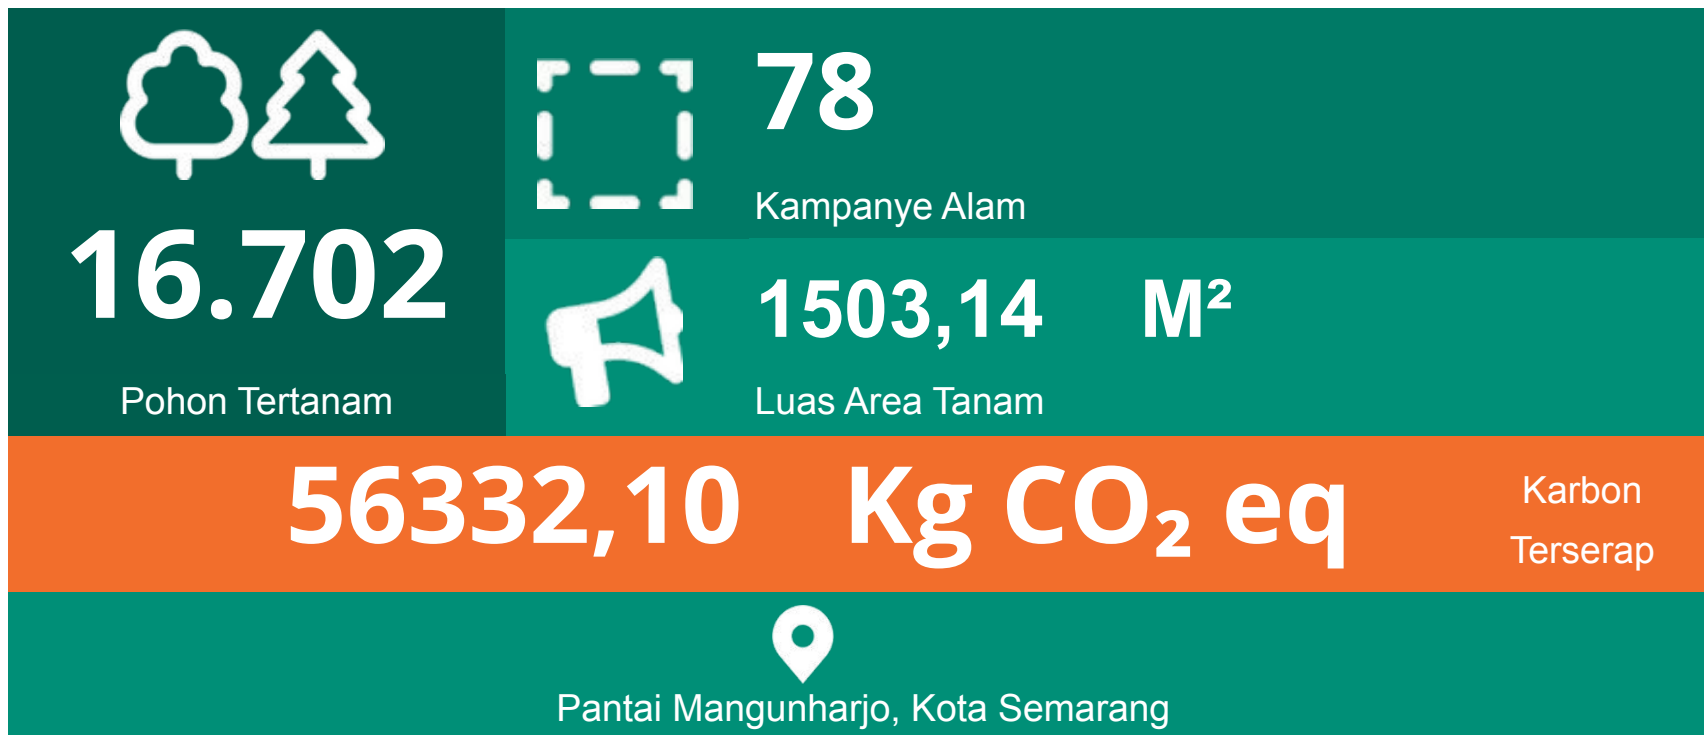 16.702
Pohon Tertanam
78
Kampanye Alam
1503,14 M²
Luas Area Tanam
56332,10 Kg CO₂ eq
Karbon
Terserap
Pantai Mangunharjo, Kota Semarang